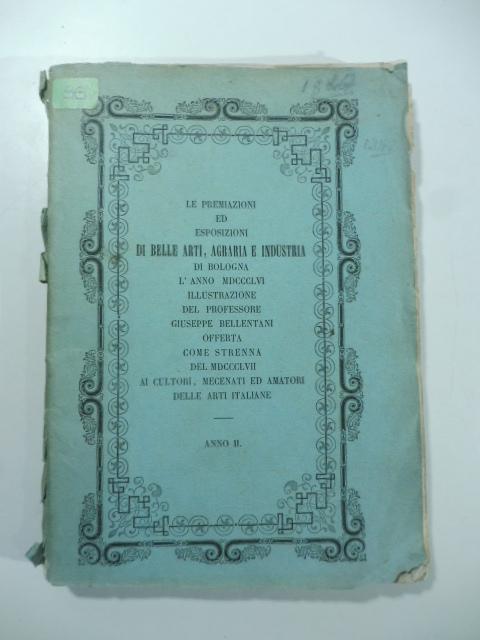 LE PREMIAZIONI
ED
ESPOSIZIONI
DI BELLE ARTI, AGRARIA E INDUSTRIA
DI BOLOGNA
L'ANNO MDCCCLVI
ILLUSTRAZIONE
DEL PROFESSORE
GIUSEPPE BELLENTANI
OFFERTA
COME STRENNA
DEL MDCCCLVII
AI CULTORI, MECENATI ED AMATORI
DELLE ARTI ITALIANE
ANNO II.